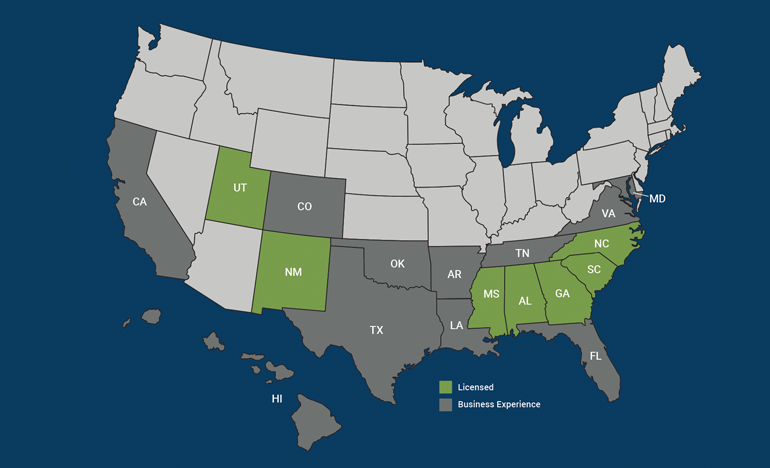 UT
CA
CO
MD
VA
NC
TN
OK
SC
NM
AR
MS
AL
GA
LA
TX
FL
Licensed
HI
Business Experience